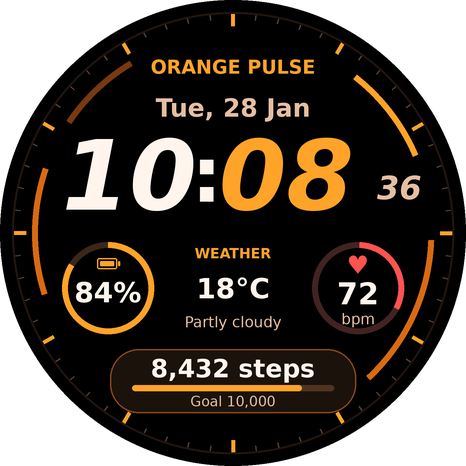 ORANGE PULSE
Tue, 28 Jan
10:08 36
WEATHER
84% 18°C 72
bpm
Partly cloudy
8,432 steps
Goal 10,000